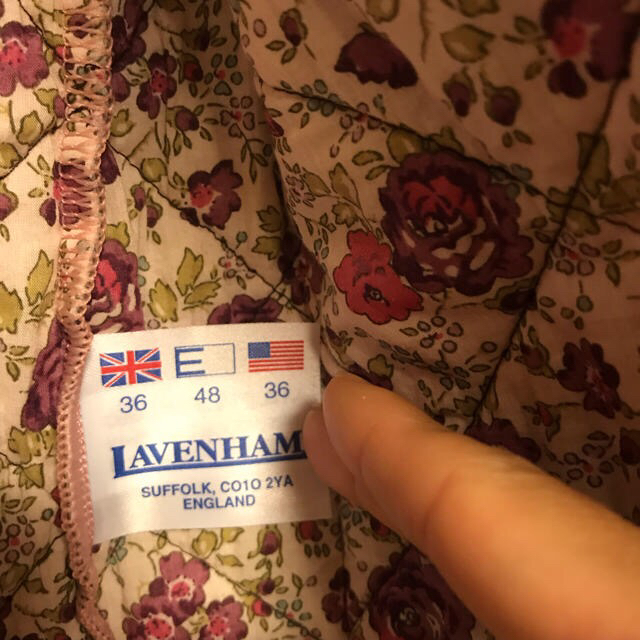 E
36 48 36
LAVENHAM
SUFFOLK, CO10 2YA
ENGLAND